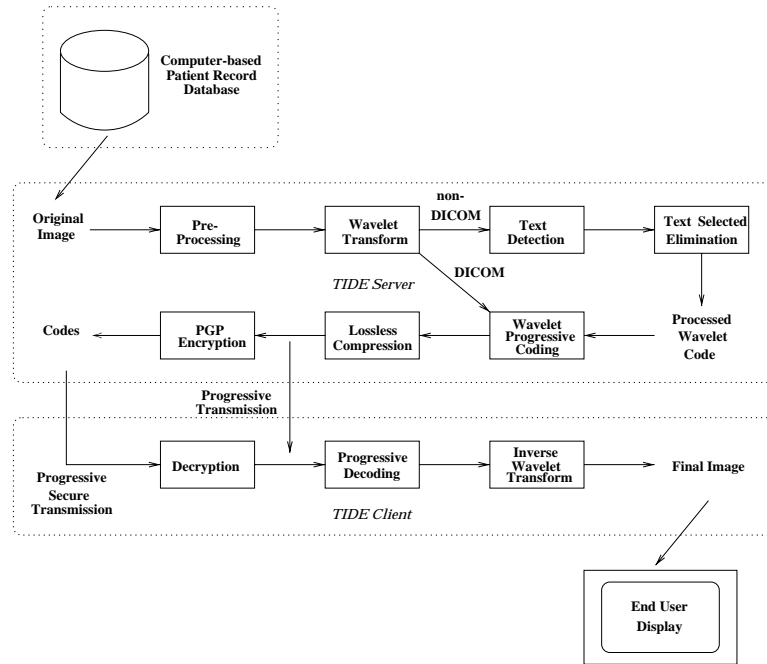 Computer-based
Patient Record
Database
Original
Image
Pre-
Processing
Wavelet
Transform
non-
DICOM
Text
Detection
Text Selected
Elimination
DICOM
TIDE Server
Codes
PGP
Encryption
Lossless
Compression
Wavelet
Progressive
Coding
Processed
Wavelet
Code
Progressive
Transmission
Progressive
Secure
Transmission
Decryption
Progressive
Decoding
Inverse
Wavelet
Transform
Final Image
TIDE Client
End User
Display